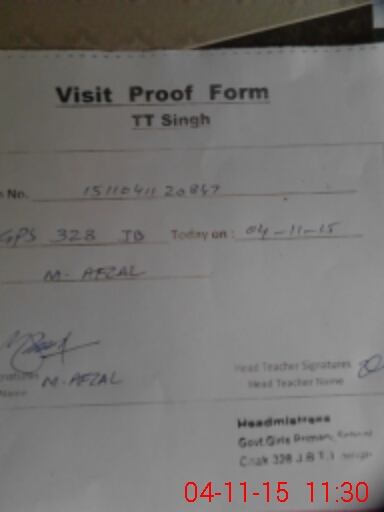 Visit Proof Form
TT Singh
No. 15110411 20847
GPS 328 JB Today on: 04-11-15
M. AFZAL
Head Teacher Signatures
M. AFZAL
Head Teacher Name
Headmistress
Govt. Girls Primary School
Chak 328 J.B T.T Singh
04-11-15 11:30